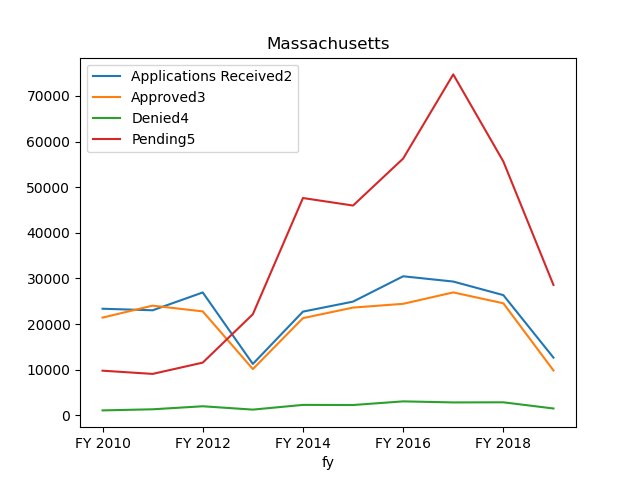 Massachusetts
Applications Received2
Approved3
Denied4
Pending5
70000
60000
50000
40000
30000
20000
10000
0
FY 2010 FY 2012 FY 2014 FY 2016 FY 2018
fy